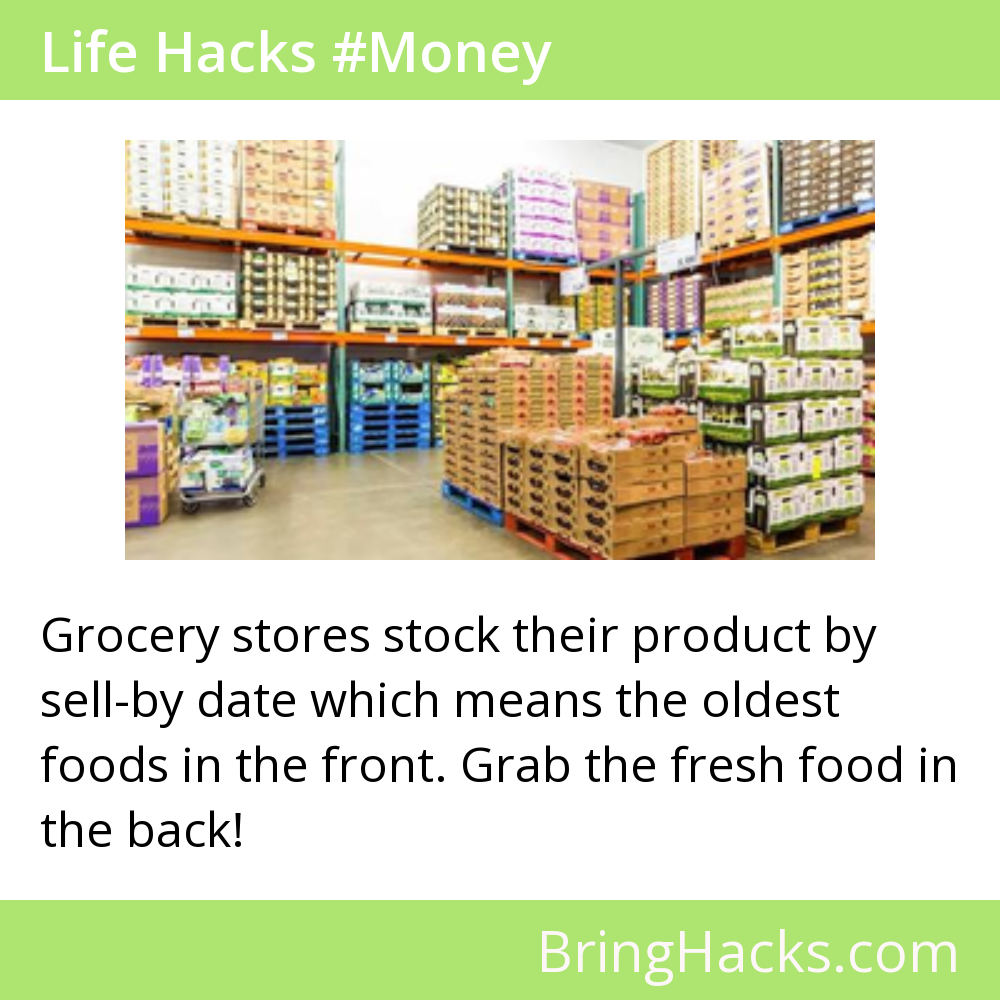 Life Hacks #Money
Grocery stores stock their product by
sell-by date which means the oldest
foods in the front. Grab the fresh food in
the back!
BringHacks.com